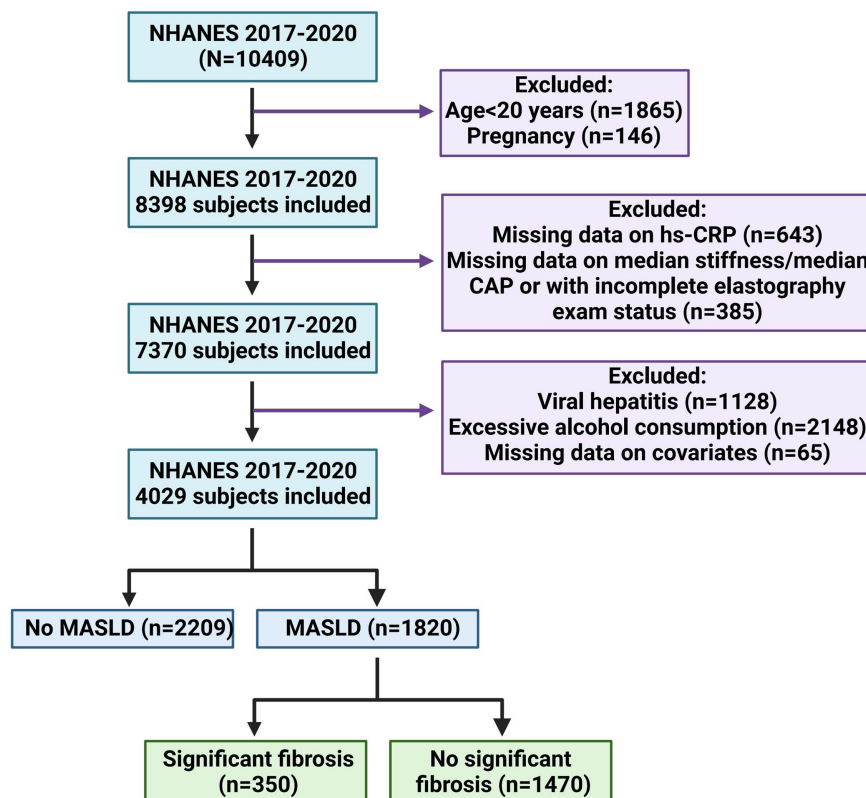 NHANES 2017-2020
(N=10409)
Excluded:
Age<20 years (n=1865)
Pregnancy (n=146)
NHANES 2017-2020
8398 subjects included
Excluded:
Missing data on hs-CRP (n=643)
Missing data on median stiffness/median
CAP or with incomplete elastography
exam status (n=385)
NHANES 2017-2020
7370 subjects included
Excluded:
Viral hepatitis (n=1128)
Excessive alcohol consumption (n=2148)
Missing data on covariates (n=65)
NHANES 2017-2020
4029 subjects included
No MASLD (n=2209)
MASLD (n=1820)
Significant fibrosis
(n=350)
No significant
fibrosis (n=1470)